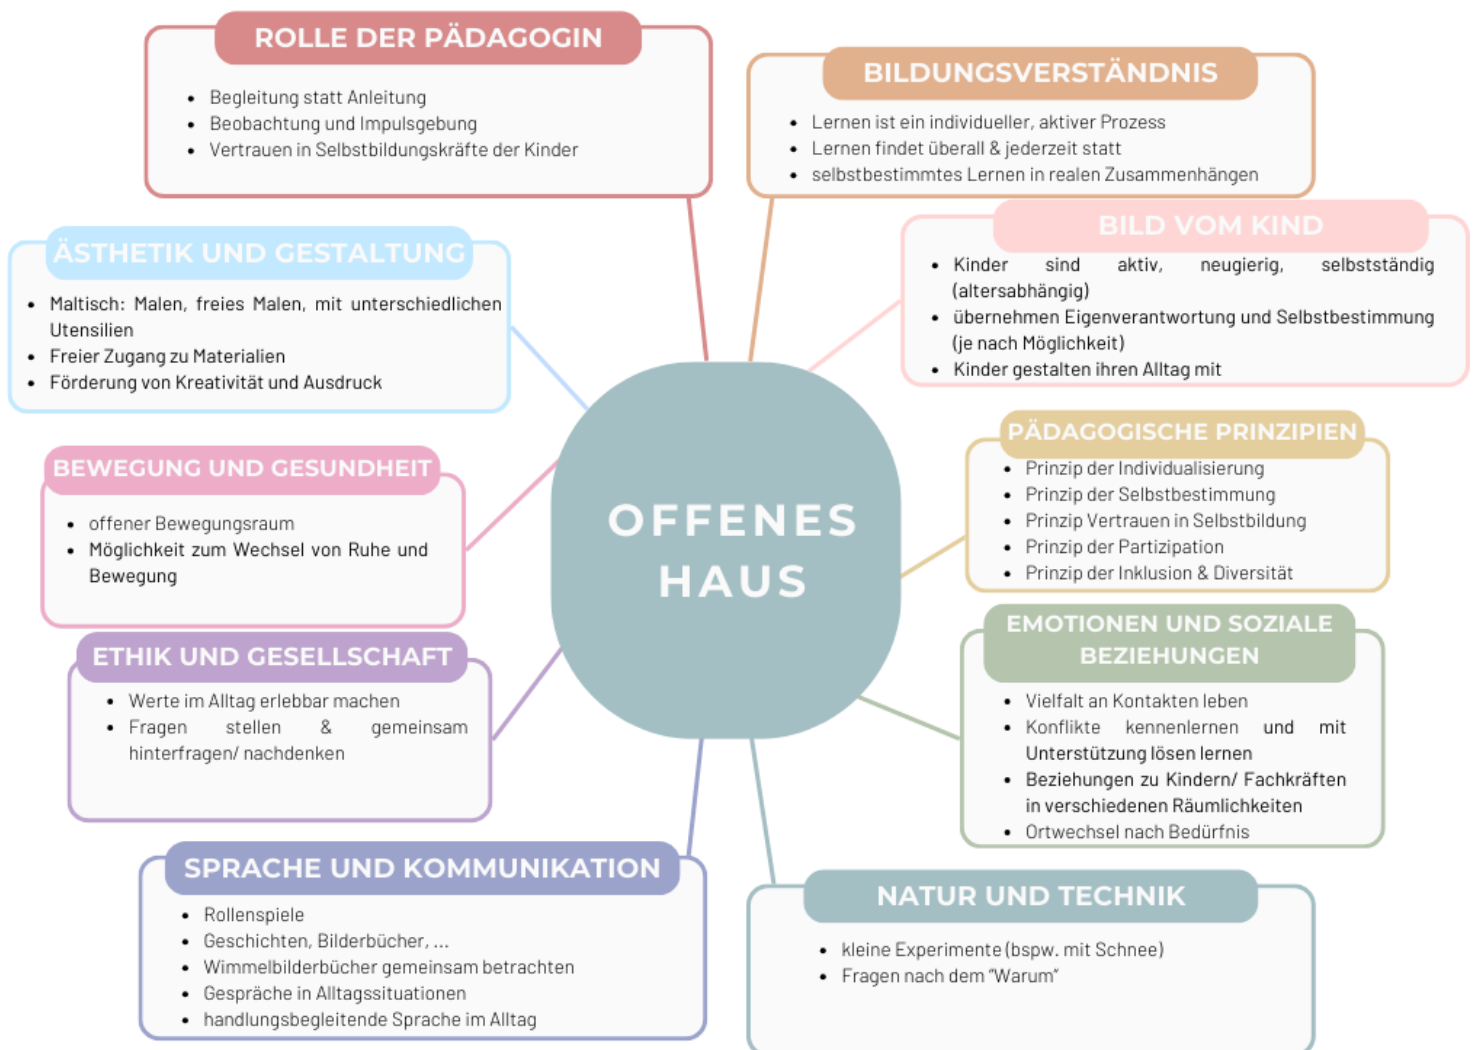 ROLLE DER PÄDAGOGIN
• Begleitung statt Anleitung
• Beobachtung und Impulsgebung
• Vertrauen in Selbstbildungskräfte der Kinder
BILDUNGSVERSTÄNDNIS
• Lernen ist ein individueller, aktiver Prozess
• Lernen findet überall & jederzeit statt
• selbstbestimmtes Lernen in realen Zusammenhängen
ÄSTHETIK UND GESTALTUNG
• Maltisch: Malen, freies Malen, mit unterschiedlichen
Utensilien
• Freier Zugang zu Materialien
• Förderung von Kreativität und Ausdruck
BILD VOM KIND
• Kinder sind aktiv, neugierig, selbstständig
(altersabhängig)
• übernehmen Eigenverantwortung und Selbstbestimmung
(je nach Möglichkeit)
• Kinder gestalten ihren Alltag mit
BEWEGUNG UND GESUNDHEIT
• offener Bewegungsraum
• Möglichkeit zum Wechsel von Ruhe und
Bewegung
OFFENES
HAUS
PÄDAGOGISCHE PRINZIPIEN
• Prinzip der Individualisierung
• Prinzip der Selbstbestimmung
• Prinzip Vertrauen in Selbstbildung
• Prinzip der Partizipation
• Prinzip der Inklusion & Diversität
ETHIK UND GESELLSCHAFT
• Werte im Alltag erlebbar machen
• Fragen stellen & gemeinsam
hinterfragen/ nachdenken
EMOTIONEN UND SOZIALE
BEZIEHUNGEN
• Vielfalt an Kontakten leben
• Konflikte kennenlernen und mit
Unterstützung lösen lernen
• Beziehungen zu Kindern/ Fachkräften
in verschiedenen Räumlichkeiten
• Ortwechsel nach Bedürfnis
SPRACHE UND KOMMUNIKATION
• Rollenspiele
• Geschichten, Bilderbücher, ...
• Wimmelbilderbücher gemeinsam betrachten
• Gespräche in Alltagssituationen
• handlungsbegleitende Sprache im Alltag
NATUR UND TECHNIK
• kleine Experimente (bspw. mit Schnee)
• Fragen nach dem “Warum”